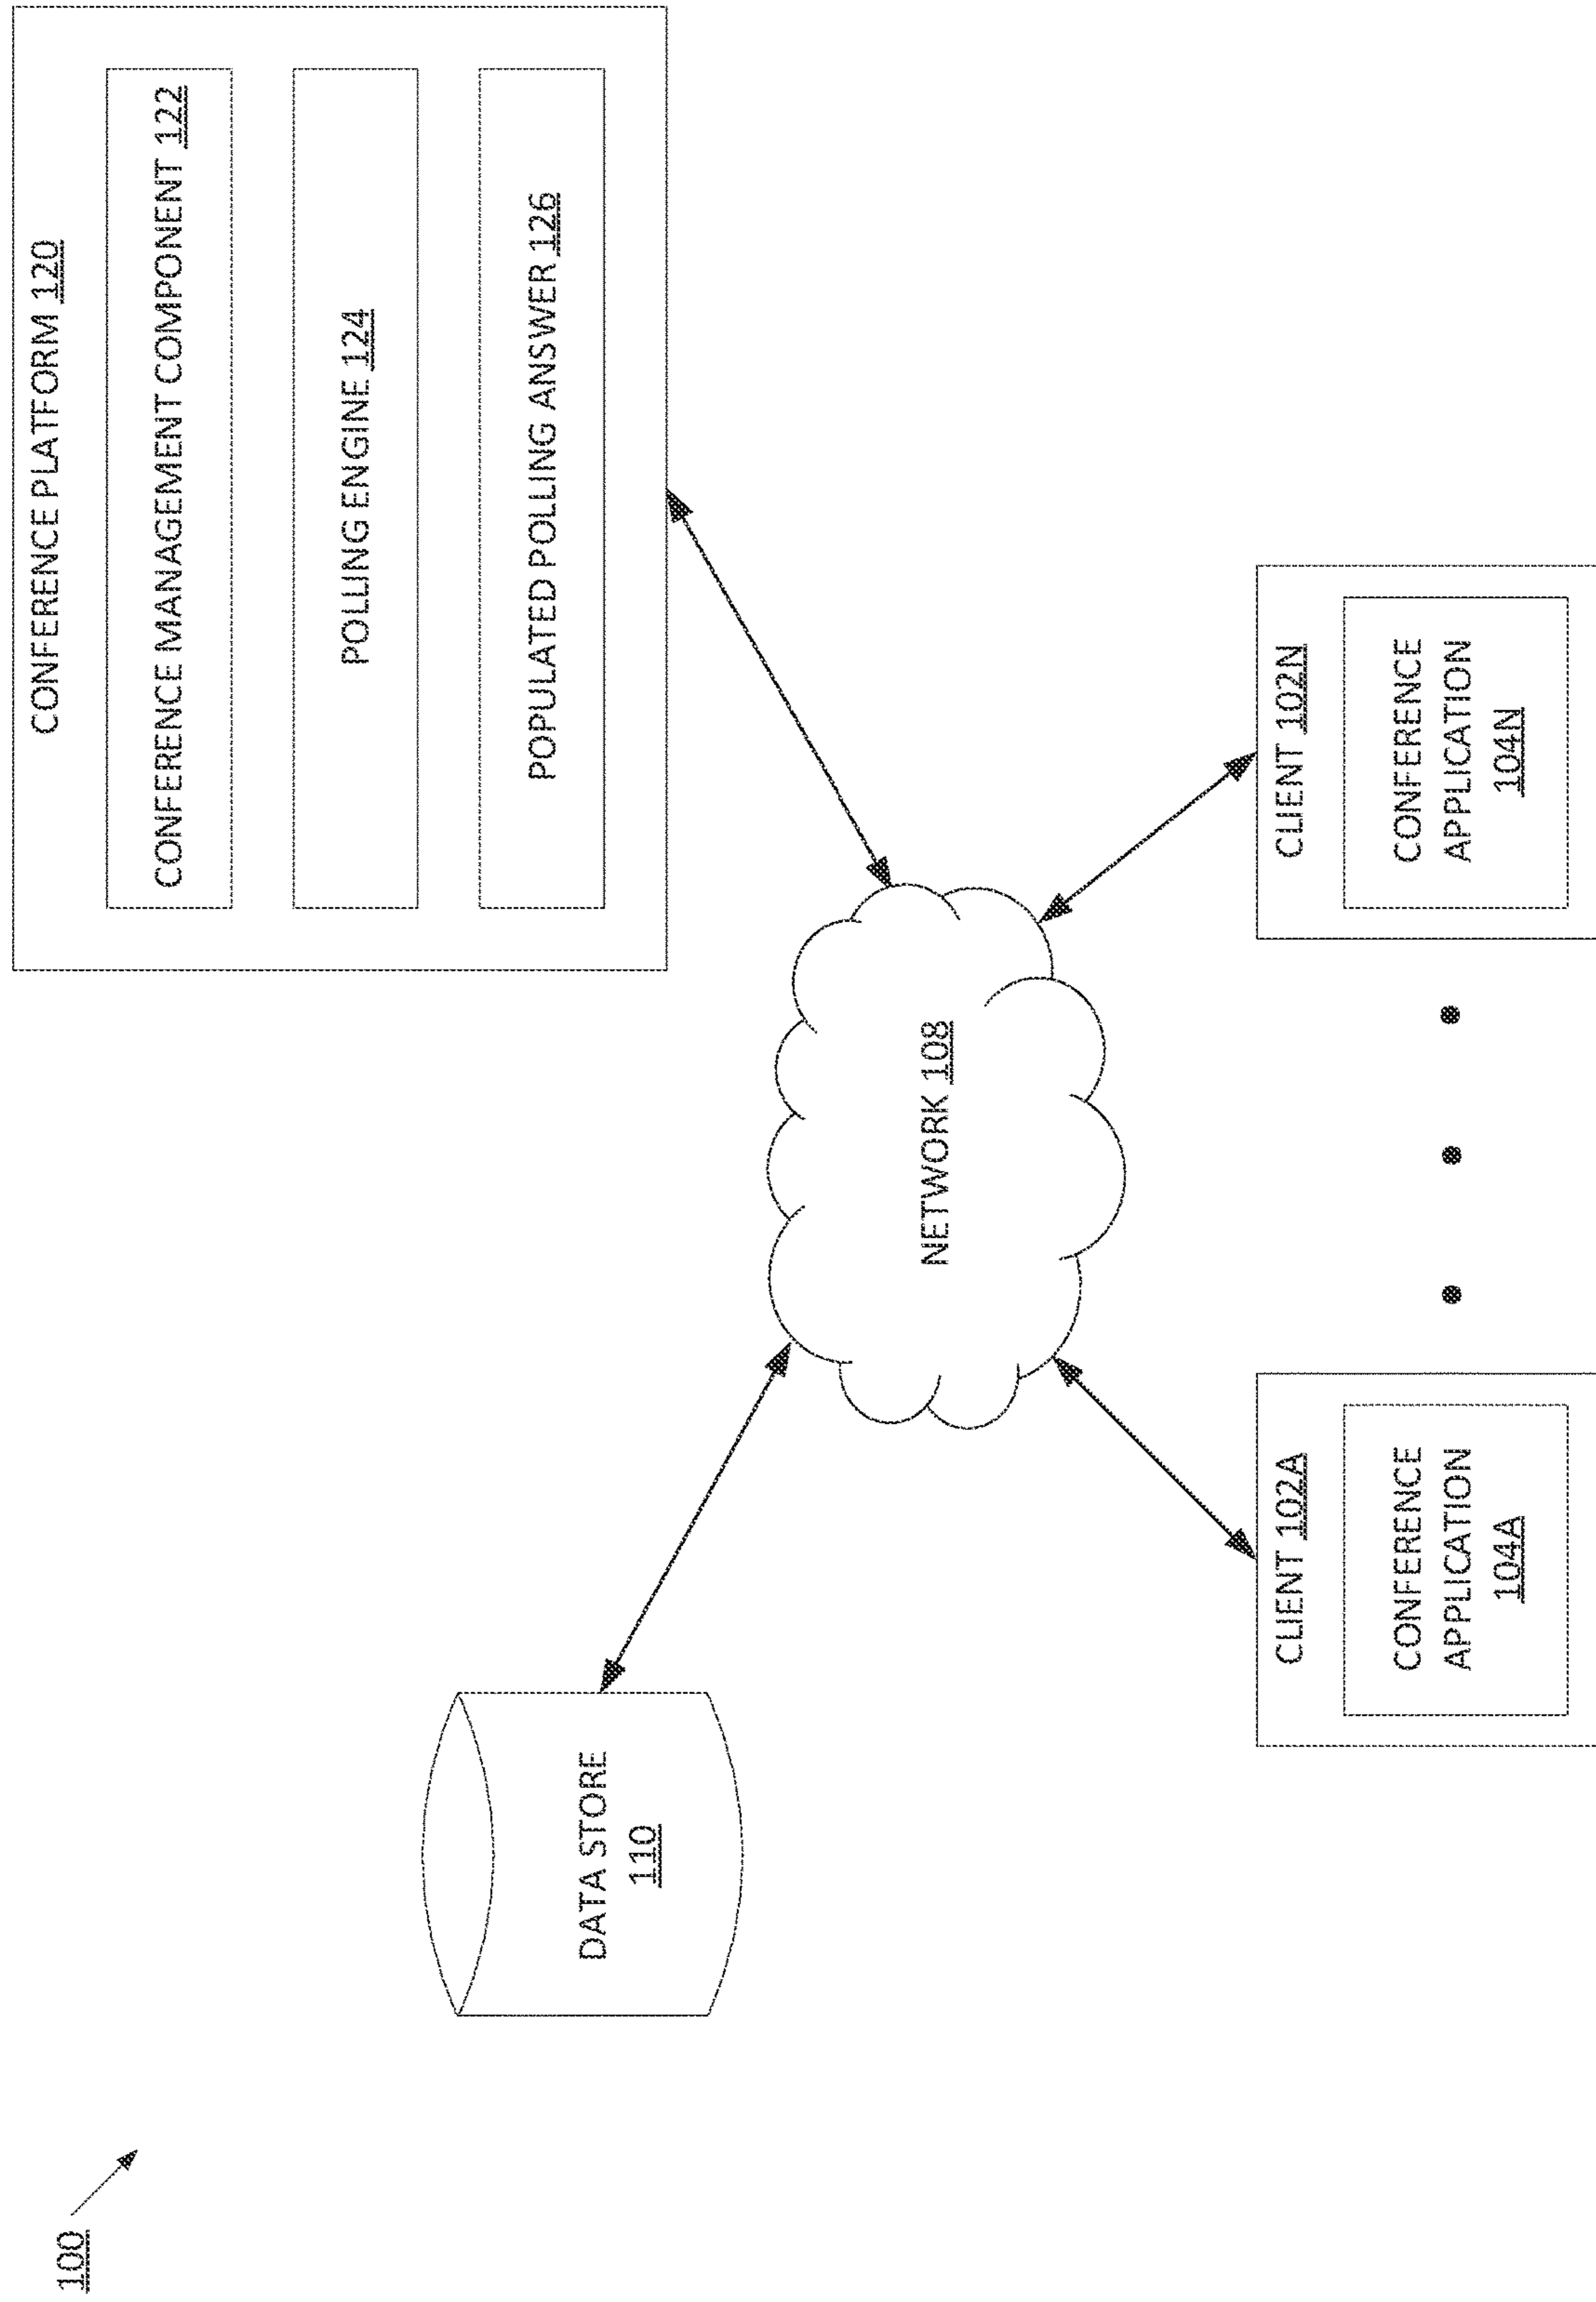 100
CONFERENCE PLATFORM 120
CONFERENCE MANAGEMENT COMPONENT 122
POLLING ENGINE 124
POPULATED POLLING ANSWER 126
DATA STORE
110
NETWORK 108
CLIENT 102A
CONFERENCE
APPLICATION
104A
CLIENT 102N
CONFERENCE
APPLICATION
104N